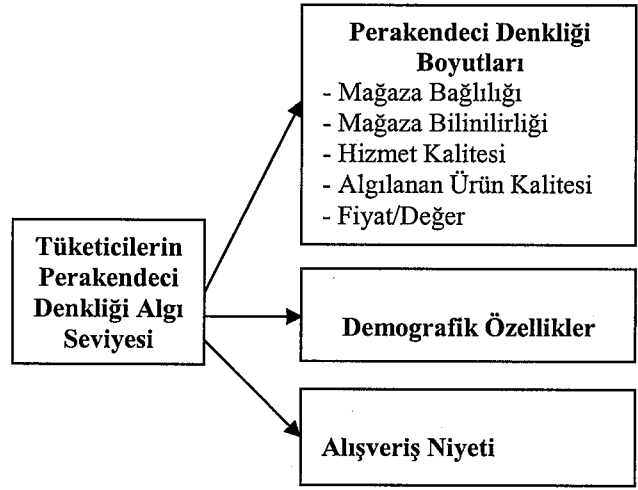 Perakendeci Denkliği
Boyutları
- Mağaza Bağlılığı
- Mağaza Bilinilirliği
- Hizmet Kalitesi
- Algılanan Ürün Kalitesi
- Fiyat/Değer
Tüketicilerin
Perakendeci
Denkliği Algı
Seviyesi
Demografik Özellikler
Alışveriş Niyeti